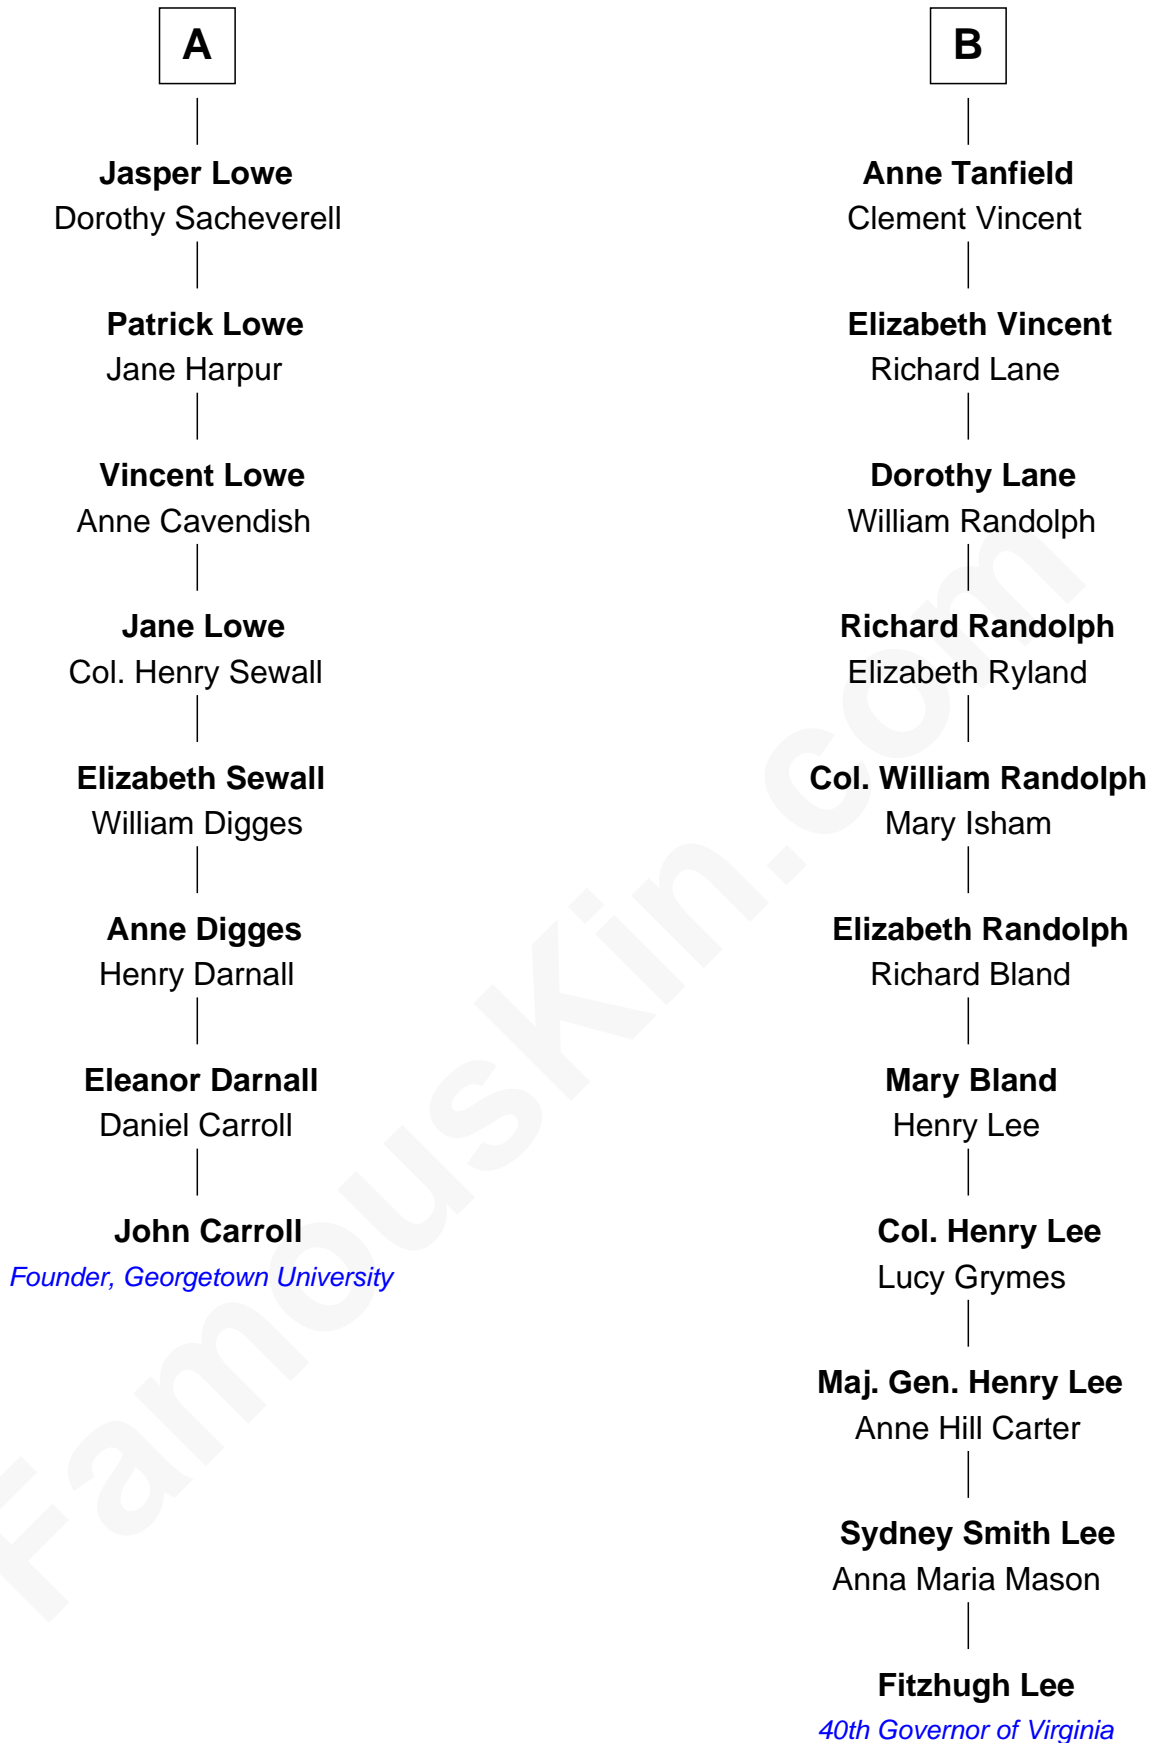 A
Jasper Lowe
Dorothy Sacheverell
Patrick Lowe
Jane Harpur
Vincent Lowe
Anne Cavendish
Jane Lowe
Col. Henry Sewall
Elizabeth Sewall
William Digges
Anne Digges
Henry Darnall
Eleanor Darnall
Daniel Carroll
John Carroll
Founder, Georgetown University
B
Anne Tanfield
Clement Vincent
Elizabeth Vincent
Richard Lane
Dorothy Lane
William Randolph
Richard Randolph
Elizabeth Ryland
Col. William Randolph
Mary Isham
Elizabeth Randolph
Richard Bland
Mary Bland
Henry Lee
Col. Henry Lee
Lucy Grymes
Maj. Gen. Henry Lee
Anne Hill Carter
Sydney Smith Lee
Anna Maria Mason
Fitzhugh Lee
40th Governor of Virginia
FamousKin.com